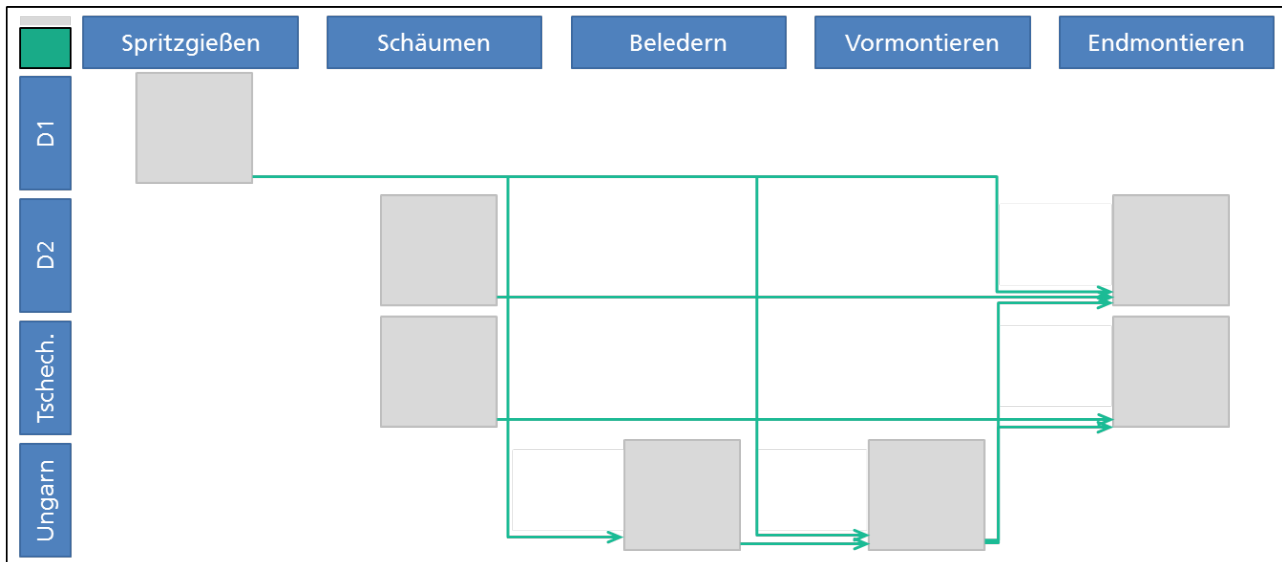 Spritzgießen
Schäumen
Beledern
Vormontieren
Endmontieren
D1
D2
Tschech.
Ungarn